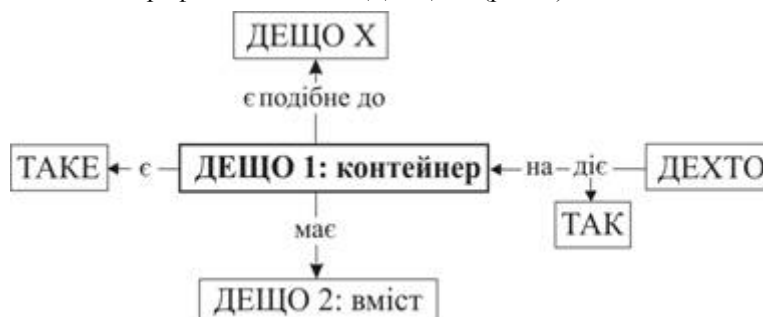 ДЕЩО X
є подібне до
ТАКЕ
є
ДЕЩО 1: контейнер
на
діє
ДЕХТО
ТАК
має
ДЕЩО 2: вміст